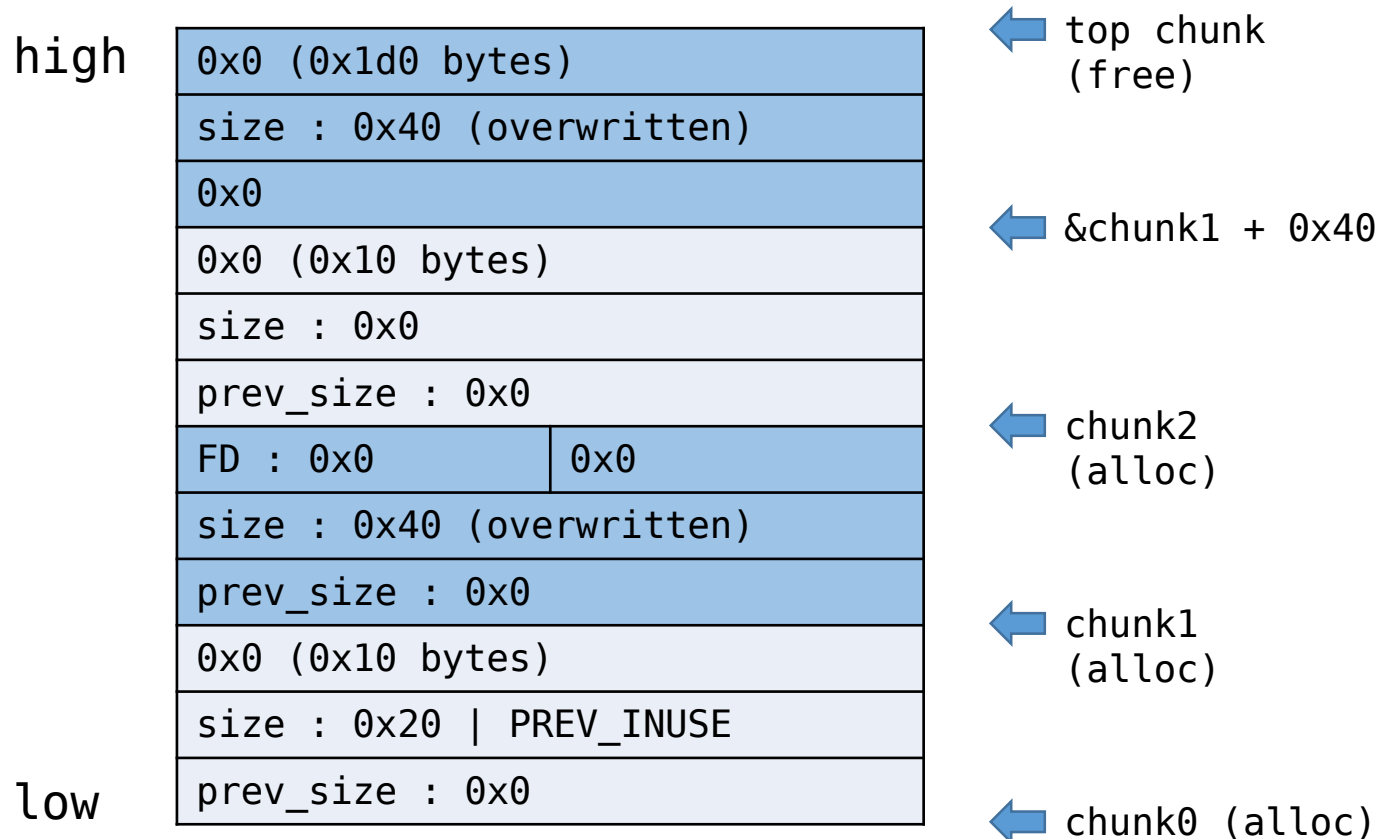 high
0x0 (0x1d0 bytes)
size : 0x40 (overwritten)
0x0
0x0 (0x10 bytes)
size : 0x0
prev_size : 0x0
FD : 0x0
0x0
size : 0x40 (overwritten)
prev_size : 0x0
0x0 (0x10 bytes)
size : 0x20 | PREV_INUSE
low
prev_size : 0x0
top chunk
(free)
&chunk1 + 0x40
chunk2
(alloc)
chunk1
(alloc)
chunk0 (alloc)